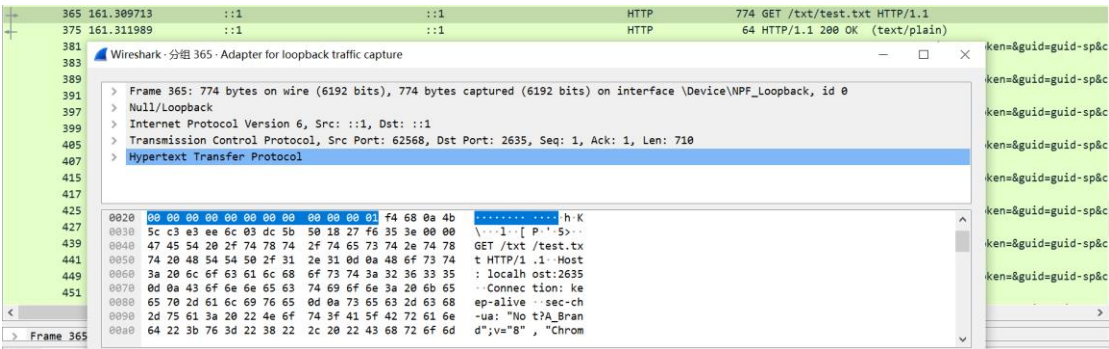 365 161.309713 ::1 ::1 HTTP 774 GET /txt/test.txt HTTP/1.1
375 161.311989 ::1 ::1 HTTP 64 HTTP/1.1 200 OK (text/plain)
381
Wireshark · 分组 365 · Adapter for loopback traffic capture
ken=&guid=guid-sp&c
383
389
ken=&guid=guid-sp&c
391
Frame 365: 774 bytes on wire (6192 bits), 774 bytes captured (6192 bits) on interface \Device\NPF_Loopback, id 0
397
Null/Loopback
ken=&guid=guid-sp&c
399
Internet Protocol Version 6, Src: ::1, Dst: ::1
405
Transmission Control Protocol, Src Port: 62568, Dst Port: 2635, Seq: 1, Ack: 1, Len: 710
ken=&guid=guid-sp&c
407
Hypertext Transfer Protocol
415
ken=&guid=guid-sp&c
417
425
ken=&guid=guid-sp&c
0020 00 00 00 00 00 00 00 00 00 00 00 01 f4 68 0a 4b ········ ···· ·h·K
427
0030 5c c3 e3 ee 6c 03 dc 5b 50 18 27 f6 35 3e 00 00 \···l··[ P·'·5>··
439
0040 47 45 54 20 2f 74 78 74 2f 74 65 73 74 2e 74 78 GET /txt /test.tx
ken=&guid=guid-sp&c
441
0050 74 20 48 54 54 50 2f 31 2e 31 0d 0a 48 6f 73 74 t HTTP/1 .1··Host
449
0060 3a 20 6c 6f 63 61 6c 68 6f 73 74 3a 32 36 33 35 : localh ost:2635
ken=&guid=guid-sp&c
451
0070 0d 0a 43 6f 6e 6e 65 63 74 69 6f 6e 3a 20 6b 65 ··Connec tion: ke
0080 65 70 2d 61 6c 69 76 65 0d 0a 73 65 63 2d 63 68 ep-alive ··sec-ch
0090 2d 75 61 3a 20 22 4e 6f 74 3f 41 5f 42 72 61 6e -ua: "No t?A_Bran
00a0 64 22 3b 76 3d 22 38 22 2c 20 22 43 68 72 6f 6d d";v="8" , "Chrom
Frame 365